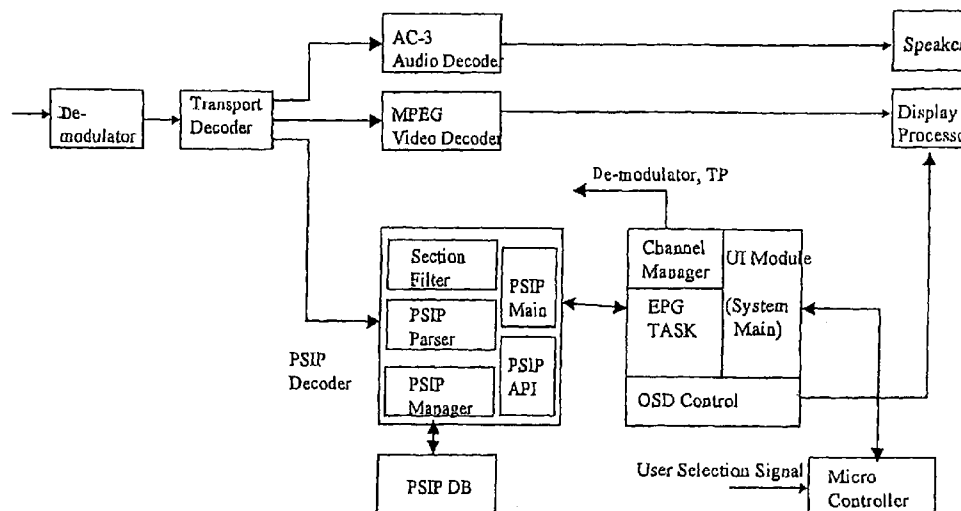 AC-3
Audio Decoder
Speaker
De-
modulator
Transport
Decoder
MPEG
Video Decoder
Display
Processor
De-modulator, TP
Section
Filter
PSIP
Main
PSIP
Parser
PSIP
API
PSIP
Manager
PSIP
Decoder
PSIP DB
Channel
Manager
UI Module
(System
Main)
EPG
TASK
OSD Control
User Selection Signal
Micro
Controller